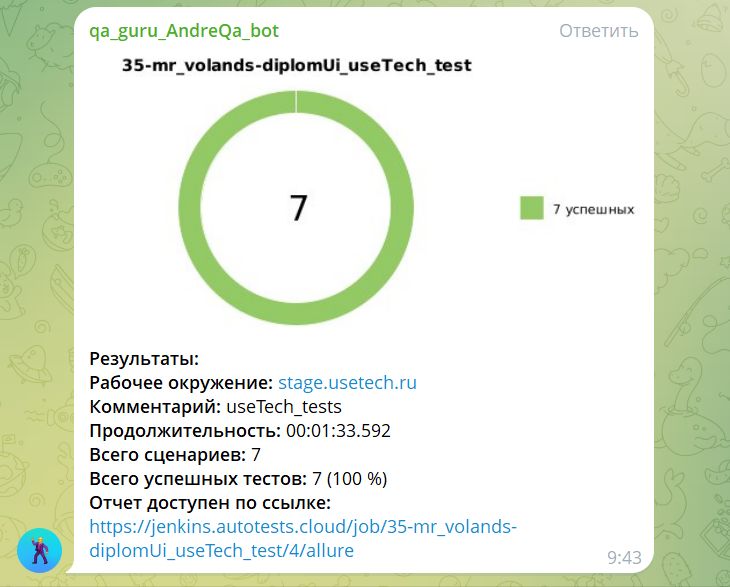 qa_guru_AndreQa_bot
Ответить
35-mr_volands-diplomUi_useTech_test
7
7 успешных
Результаты:
Рабочее окружение: stage.usetech.ru
Комментарий: useTech_tests
Продолжительность: 00:01:33.592
Всего сценариев: 7
Всего успешных тестов: 7 (100 %)
Отчет доступен по ссылке:
https://jenkins.autotests.cloud/job/35-mr_volands-
diplomUi_useTech_test/4/allure
9:43